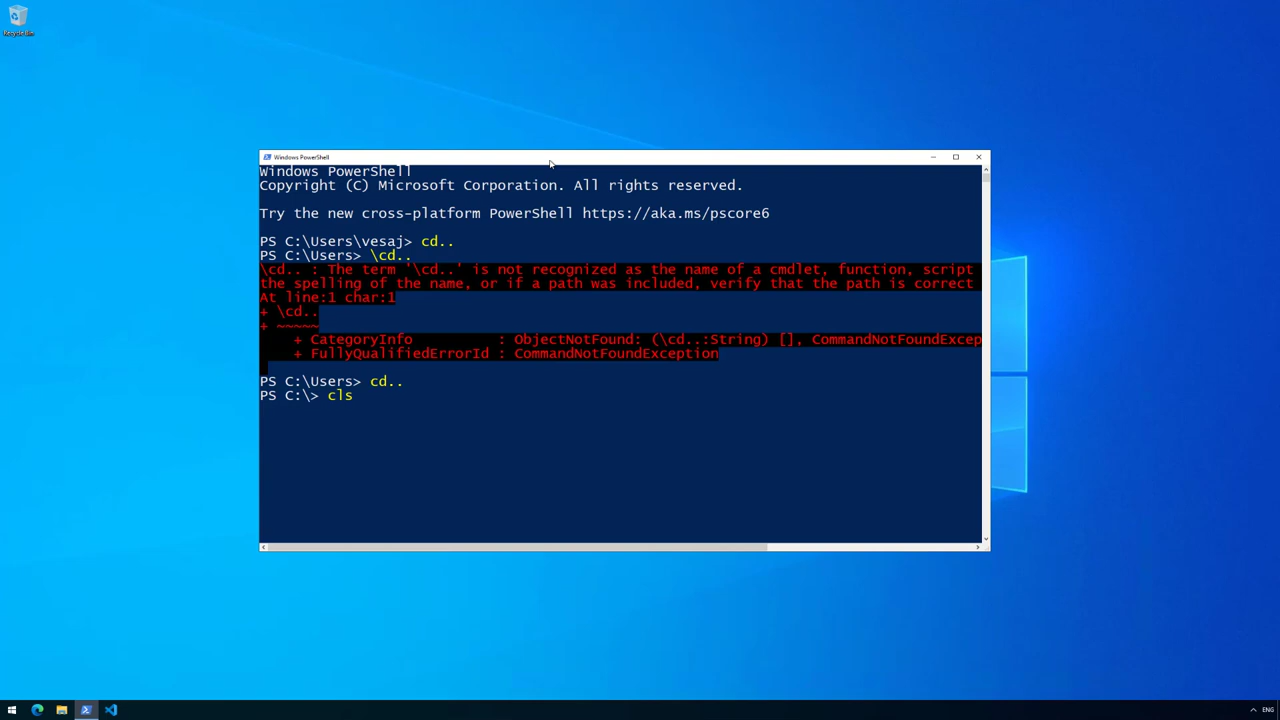 Recycle Bin
Windows PowerShell
Windows PowerShell
Copyright (C) Microsoft Corporation. All rights reserved.
Try the new cross-platform PowerShell https://aka.ms/pscore6
PS C:\Users\vesaj> cd..
PS C:\Users> \cd..
\cd.. : The term '\cd..' is not recognized as the name of a cmdlet, function, script
the spelling of the name, or if a path was included, verify that the path is correct
At line:1 char:1
+ \cd..
+ ~~~~~
+ CategoryInfo : ObjectNotFound: (\cd..:String) [], CommandNotFoundExcep
+ FullyQualifiedErrorId : CommandNotFoundException
PS C:\Users> cd..
PS C:\> cls
ENG